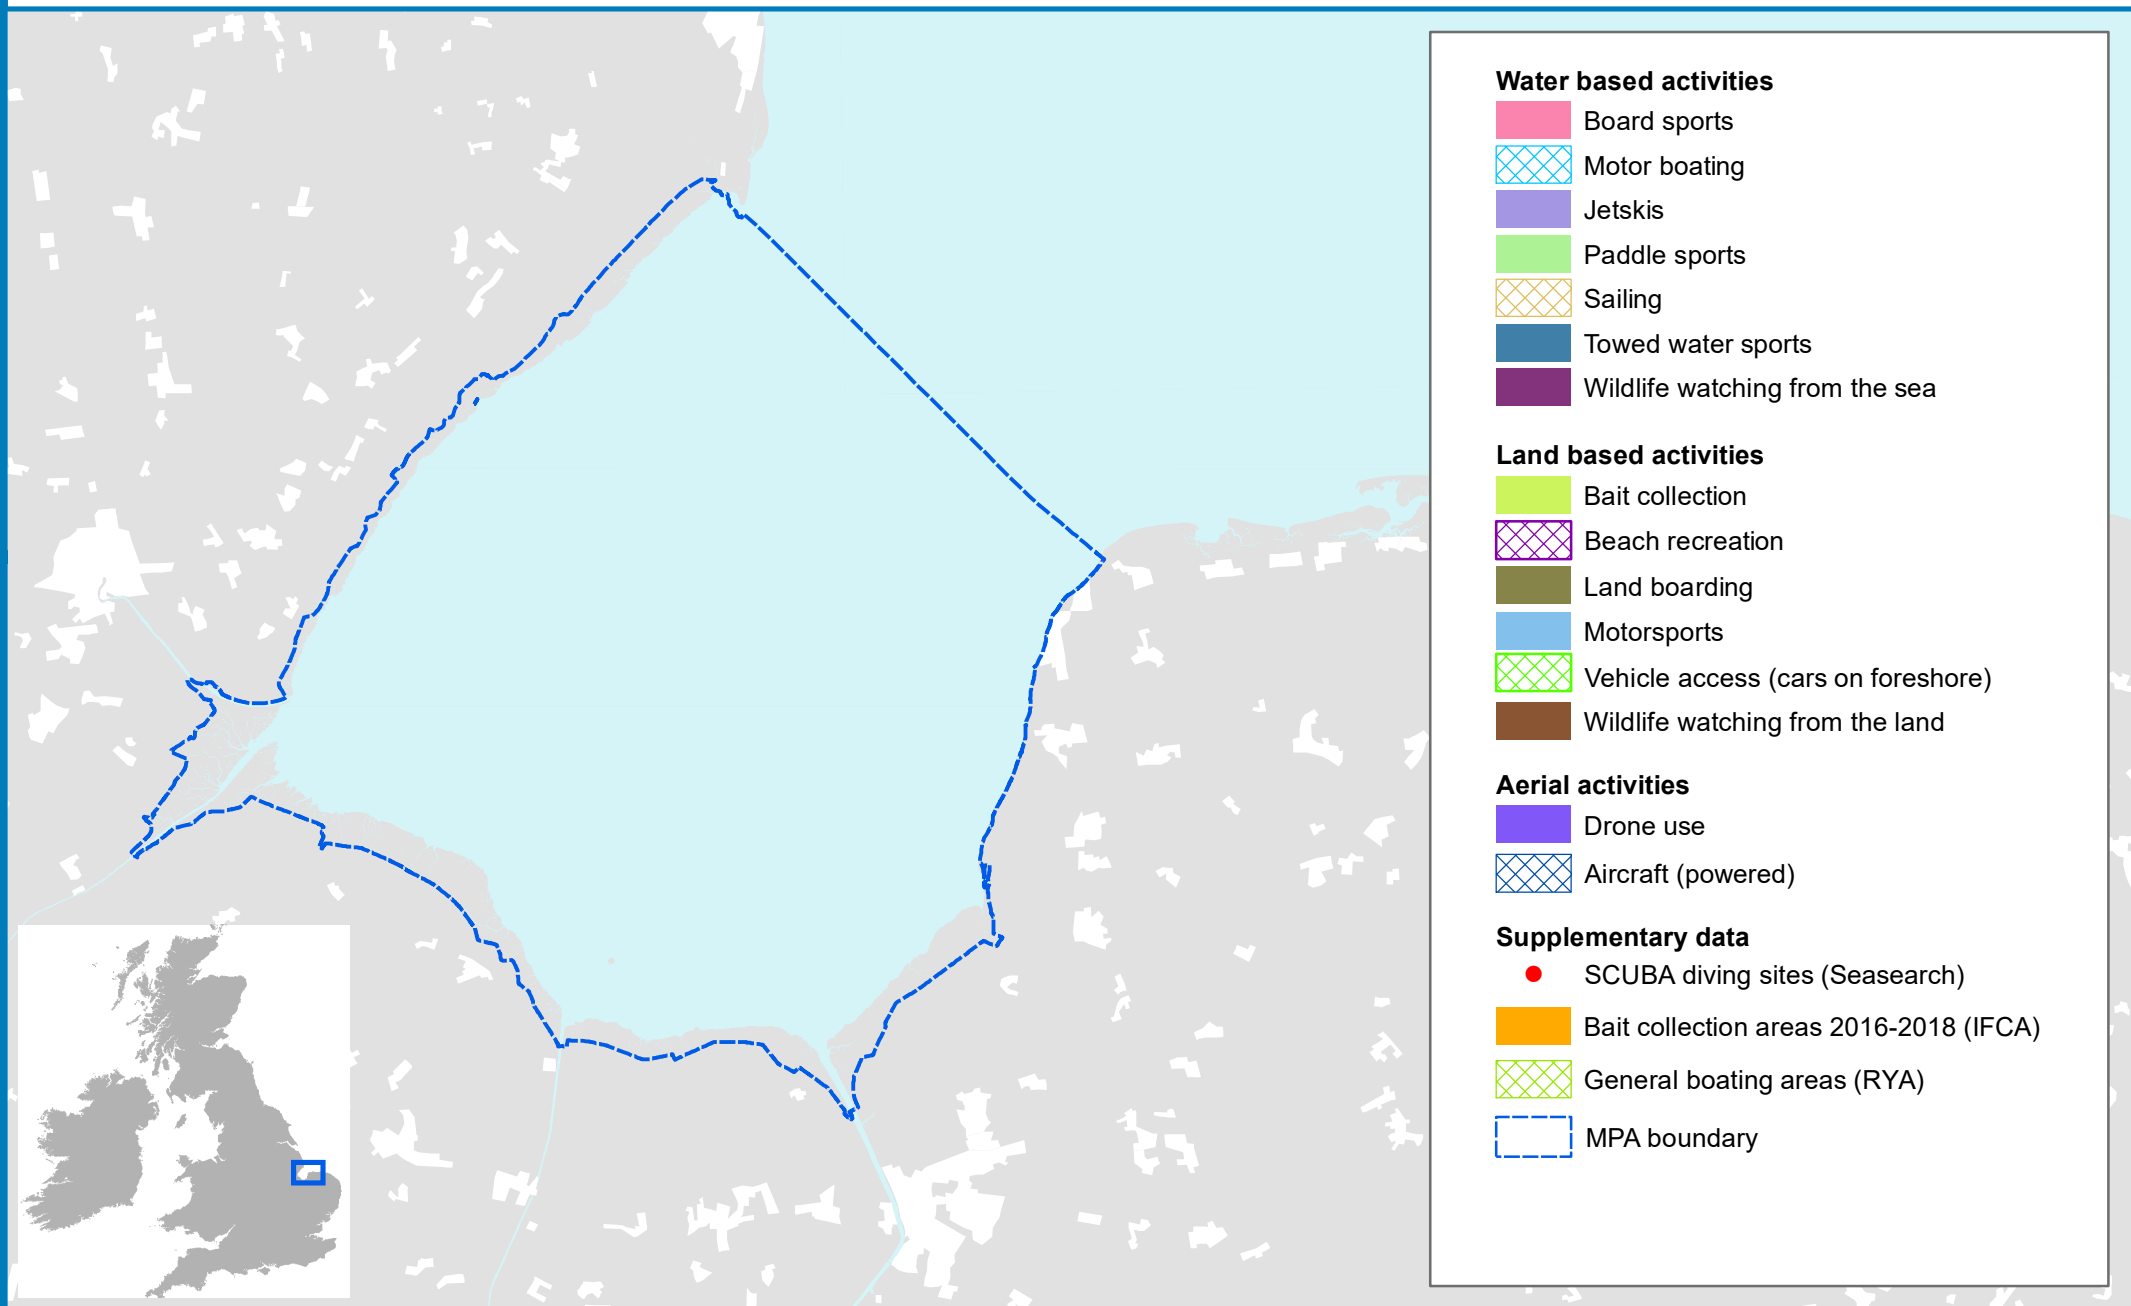 Water based activities
Board sports
Motor boating
Jetskis
Paddle sports
Sailing
Towed water sports
Wildlife watching from the sea
Land based activities
Bait collection
Beach recreation
Land boarding
Motorsports
Vehicle access (cars on foreshore)
Wildlife watching from the land
Aerial activities
Drone use
Aircraft (powered)
Supplementary data
SCUBA diving sites (Seasearch)
Bait collection areas 2016-2018 (IFCA)
General boating areas (RYA)
MPA boundary